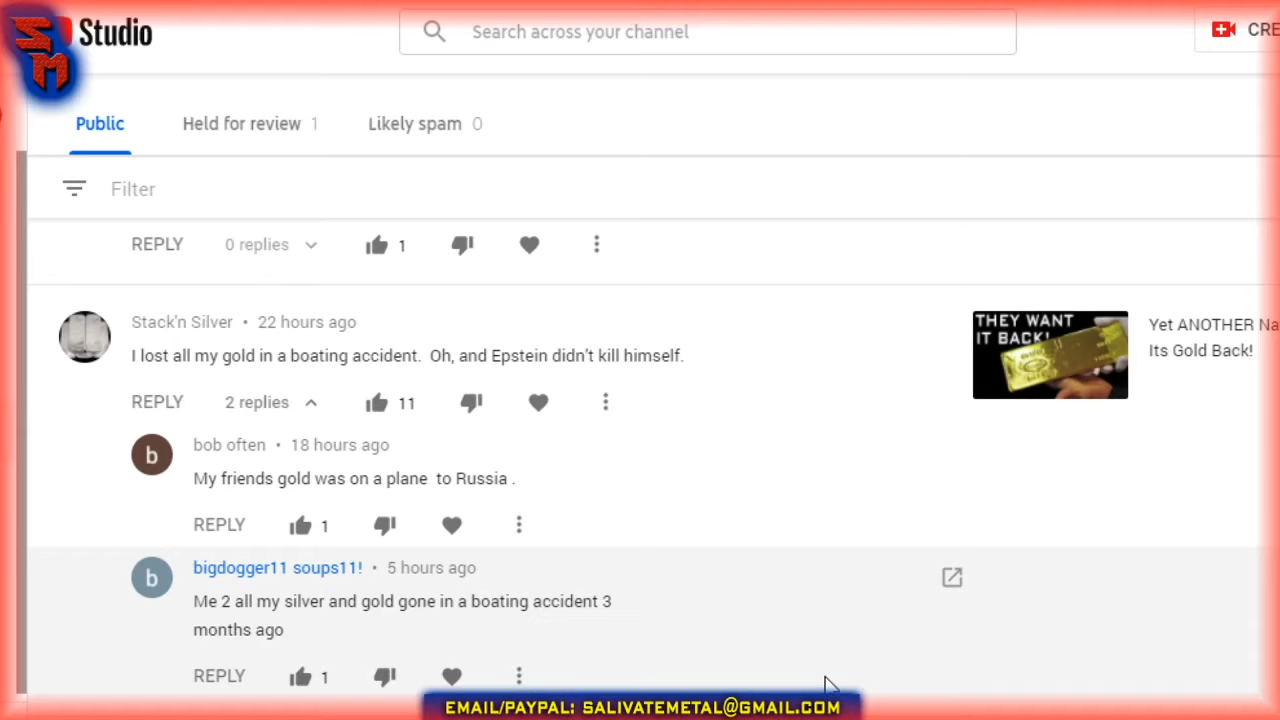 SM
Studio
Search across your channel
CRE
Public
Held for review 1
Likely spam 0
Filter
REPLY
0 replies
1
Stack'n Silver • 22 hours ago
I lost all my gold in a boating accident. Oh, and Epstein didn't kill himself.
REPLY
2 replies
11
THEY WANT
IT BACK!
Yet ANOTHER Na
Its Gold Back!
b
bob often • 18 hours ago
My friends gold was on a plane to Russia .
REPLY
1
b
bigdogger11 soups11! • 5 hours ago
Me 2 all my silver and gold gone in a boating accident 3
months ago
REPLY
1
EMAIL/PAYPAL: SALIVATEMETAL@GMAIL.COM